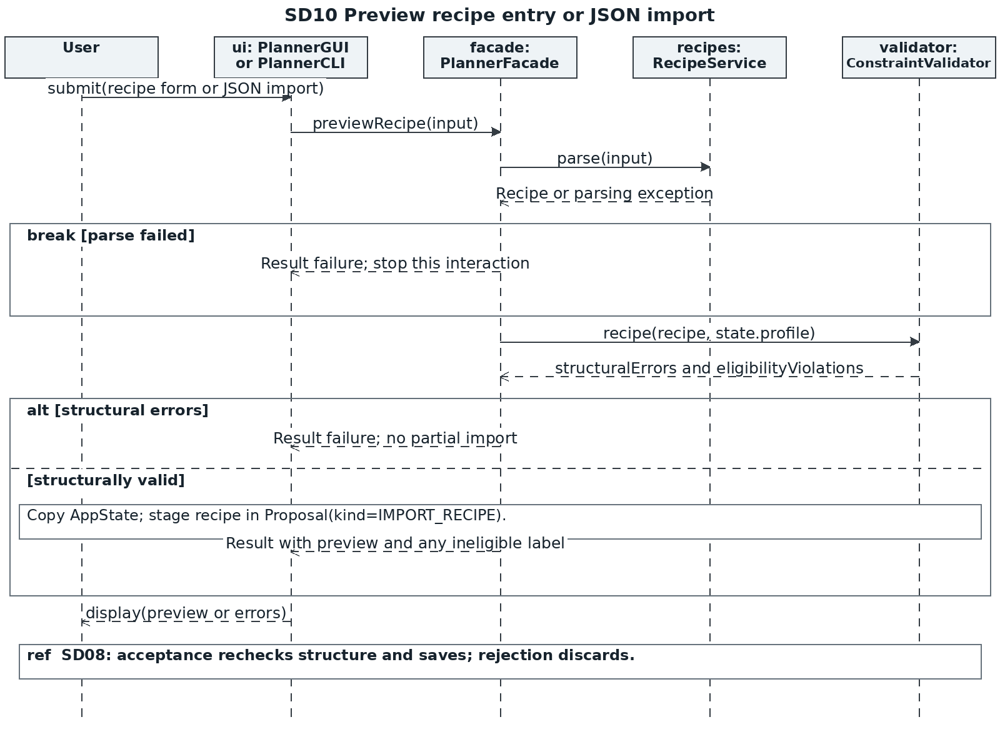 SD10 Preview recipe entry or JSON import
User
ui: PlannerGUI
or PlannerCLI
facade:
PlannerFacade
recipes:
RecipeService
validator:
ConstraintValidator
submit(recipe form or JSON import)
previewRecipe(input)
parse(input)
Recipe or parsing exception
break [parse failed]
Result failure; stop this interaction
recipe(recipe, state.profile)
structuralErrors and eligibilityViolations
alt [structural errors]
Result failure; no partial import
[structurally valid]
Copy AppState; stage recipe in Proposal(kind=IMPORT_RECIPE).
Result with preview and any ineligible label
display(preview or errors)
ref  SD08: acceptance rechecks structure and saves; rejection discards.